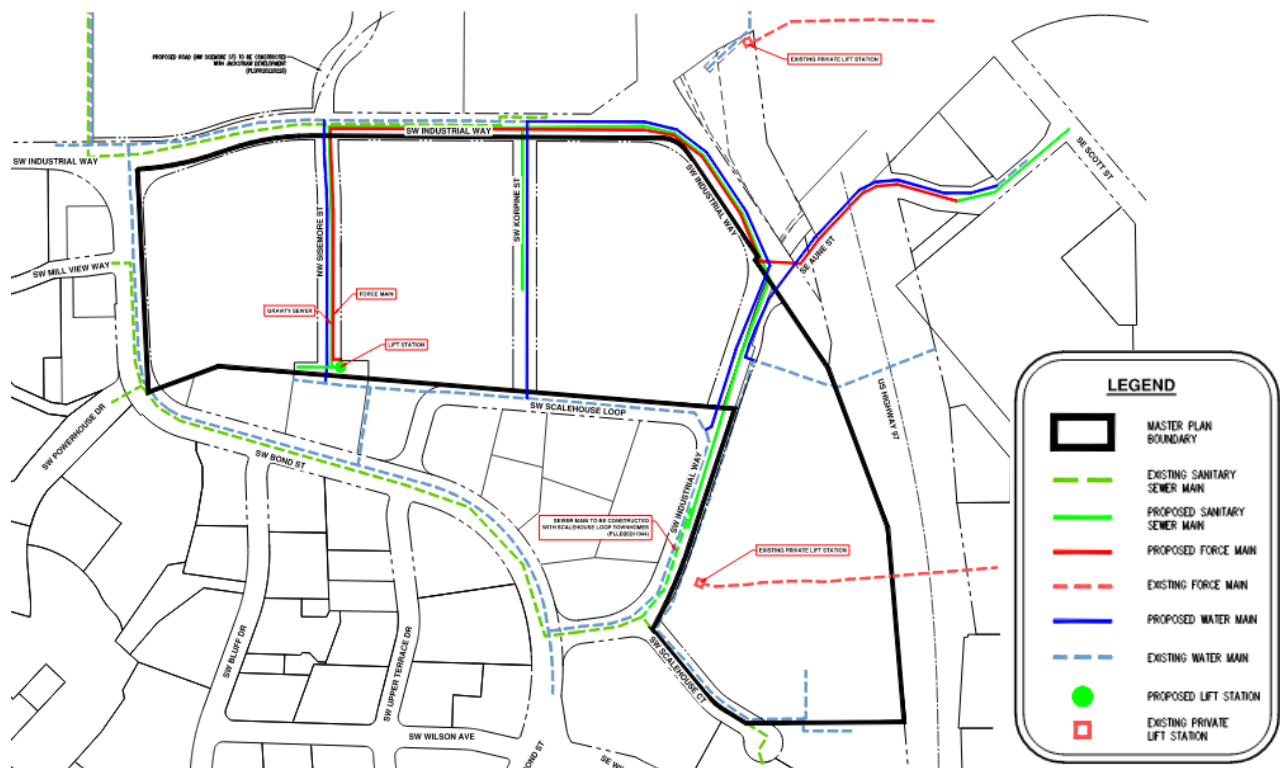 PROPOSED ROAD (NW SISEMORE ST) TO BE CONSTRUCTED
WITH JACKSTRAW DEVELOPMENT
EXISTING PRIVATE LIFT STATION
SW INDUSTRIAL WAY
SW INDUSTRIAL WAY
SE SCOTT ST
SW INDUSTRIAL WAY
SW KORPINE ST
NW SISEMORE ST
SE AUNE ST
SW MILL VIEW WAY
FORCE MAIN
GRAVITY SEWER
LIFT STATION
US HIGHWAY 97
SW SCALEHOUSE LOOP
SW POWERHOUSE DR
SW BOND ST
SW INDUSTRIAL WAY
SEWER MAIN TO BE CONSTRUCTED
WITH SCALEHOUSE LOOP TOWNHOMES
(PLLD20211044)
EXISTING PRIVATE LIFT STATION
SW BLUFF DR
SW UPPER TERRACE DR
SW SCALEHOUSE CT
SW WILSON AVE
OND ST
SE WI
LEGEND
MASTER PLAN
BOUNDARY
EXISTING SANITARY
SEWER MAIN
PROPOSED SANITARY
SEWER MAIN
PROPOSED FORCE MAIN
EXISTING FORCE MAIN
PROPOSED WATER MAIN
EXISTING WATER MAIN
PROPOSED LIFT STATION
EXISTING PRIVATE
LIFT STATION